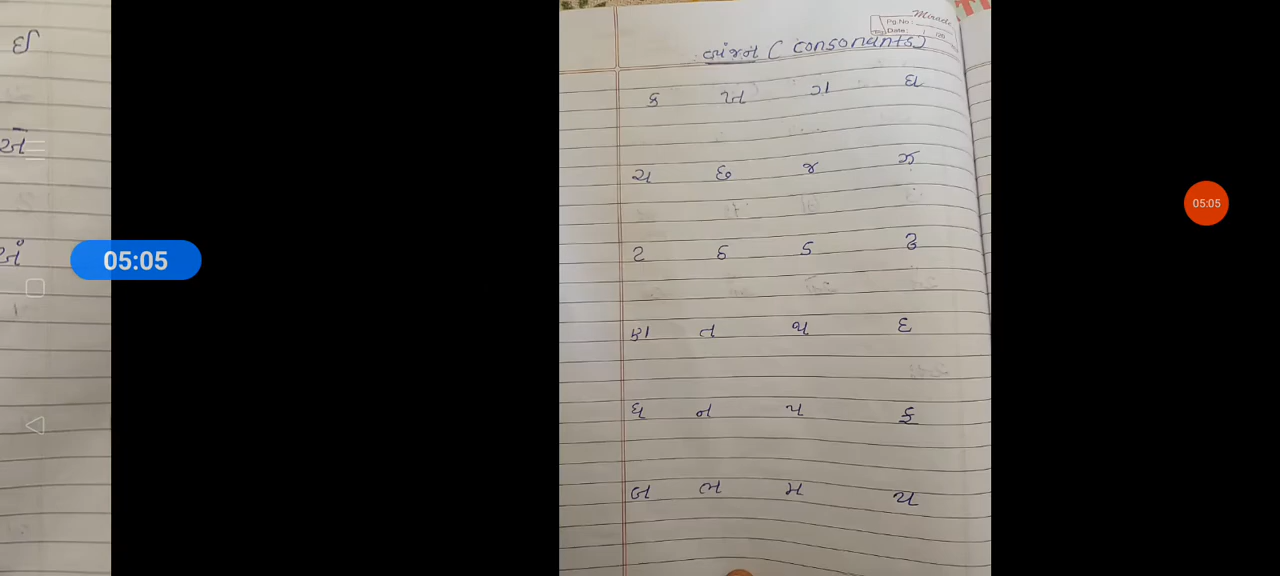 ઈ
અ
અં
05:05
Miracle
Pg.No.:
Date:
વ્યંજન ( consonants)
ક ખ ગ ઘ
ચ છ જ ઝ
ટ ઠ ડ ઢ
ણ ત થ દ
ધ ન પ ફ
બ ભ મ ય
05:05